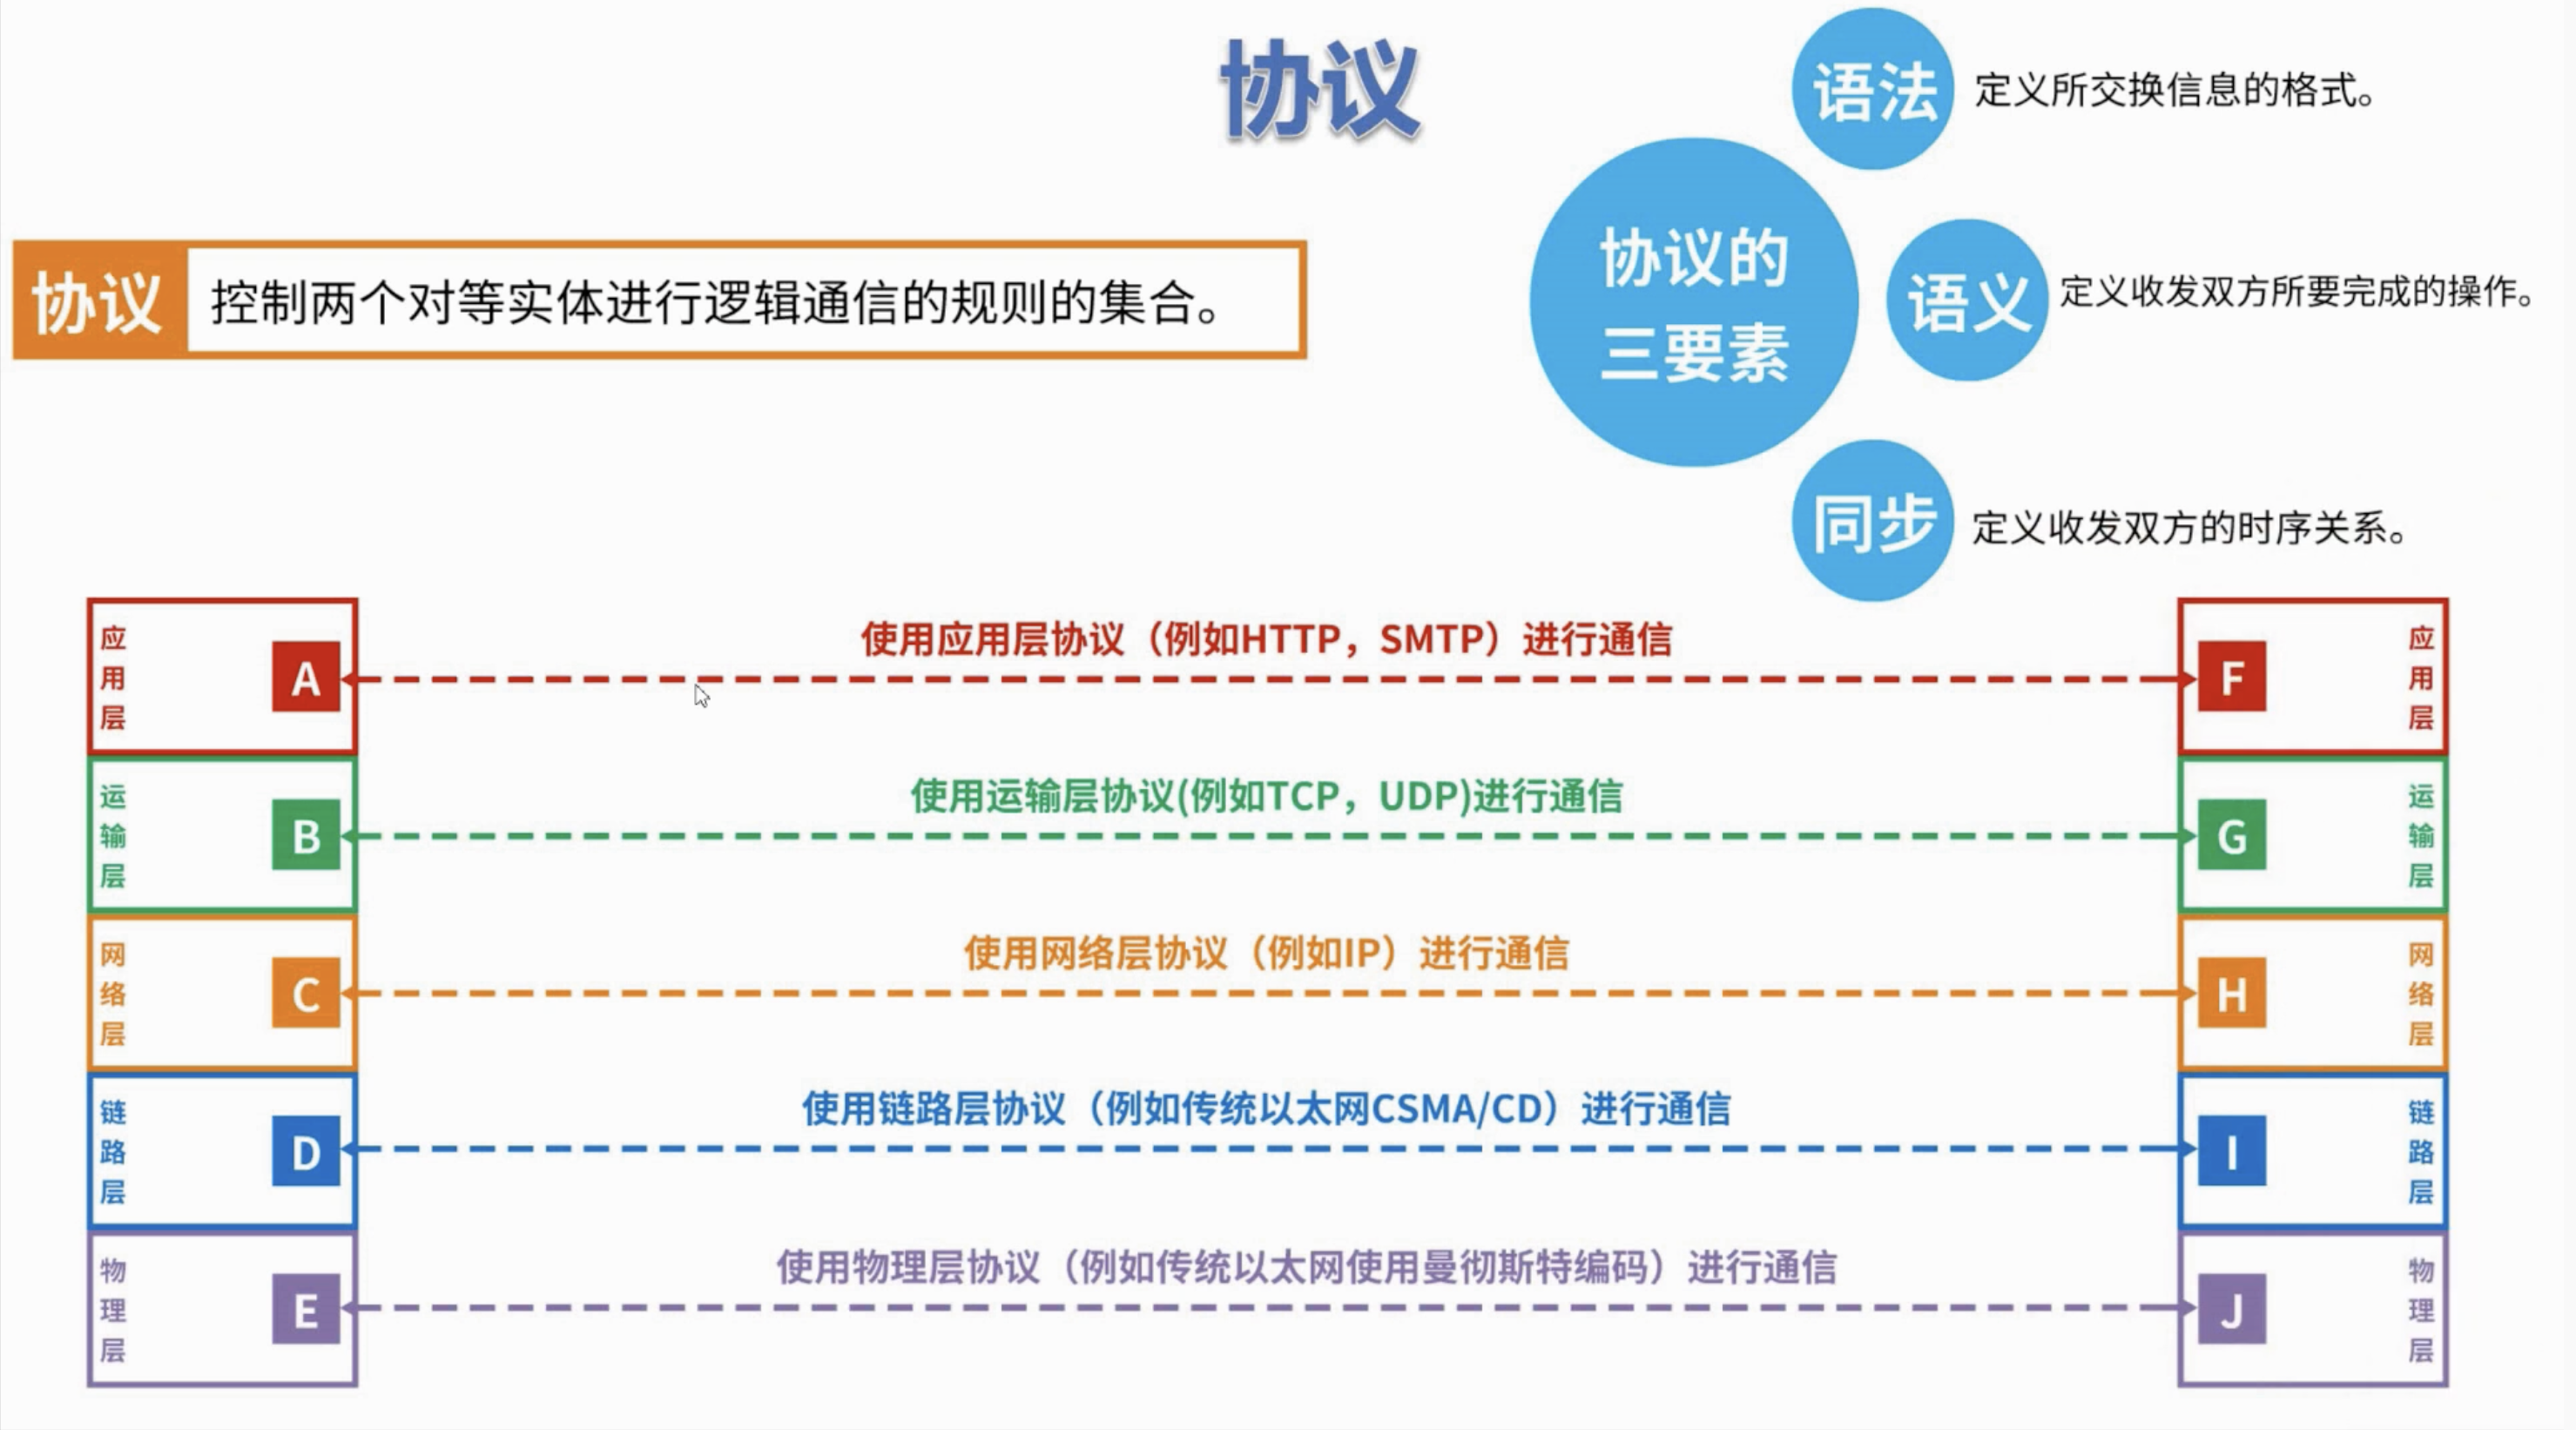 协议
语法
定义所交换信息的格式。
协议
控制两个对等实体进行逻辑通信的规则的集合。
协议的
三要素
语义
定义收发双方所要完成的操作。
同步
定义收发双方的时序关系。
应用层
A
使用应用层协议（例如HTTP，SMTP）进行通信
F
应用层
运输层
B
使用运输层协议(例如TCP，UDP)进行通信
G
运输层
网络层
C
使用网络层协议（例如IP）进行通信
H
网络层
链路层
D
使用链路层协议（例如传统以太网CSMA/CD）进行通信
I
链路层
物理层
E
使用物理层协议（例如传统以太网使用曼彻斯特编码）进行通信
J
物理层